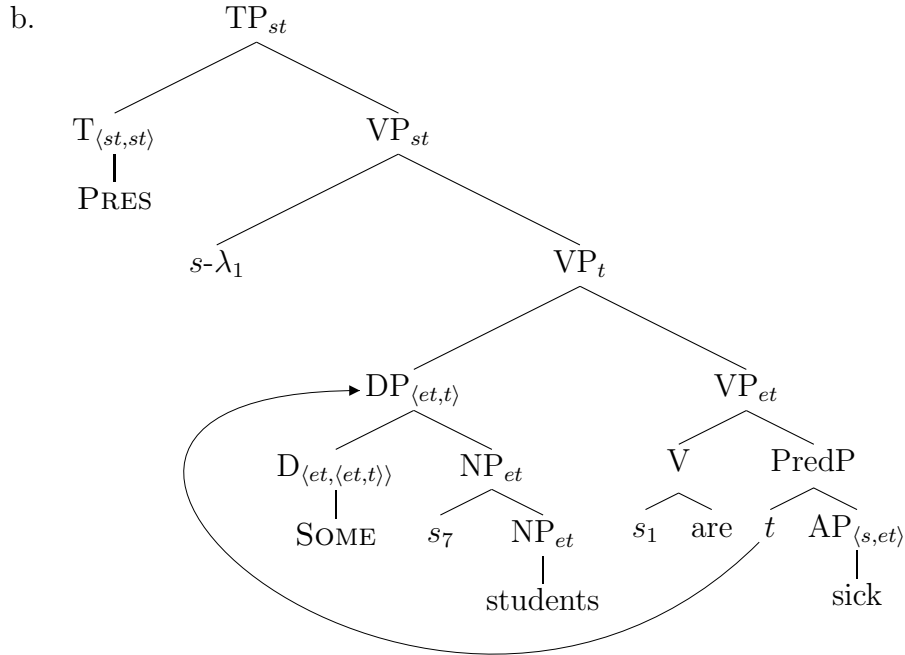 b.
TP_st
T_⟨st,st⟩ VP_st
PRES
s-λ_1 VP_t
DP_⟨et,t⟩ VP_et
D_⟨et,⟨et,t⟩⟩ NP_et V PredP
SOME s_7 NP_et s_1 are t AP_⟨s,et⟩
students sick